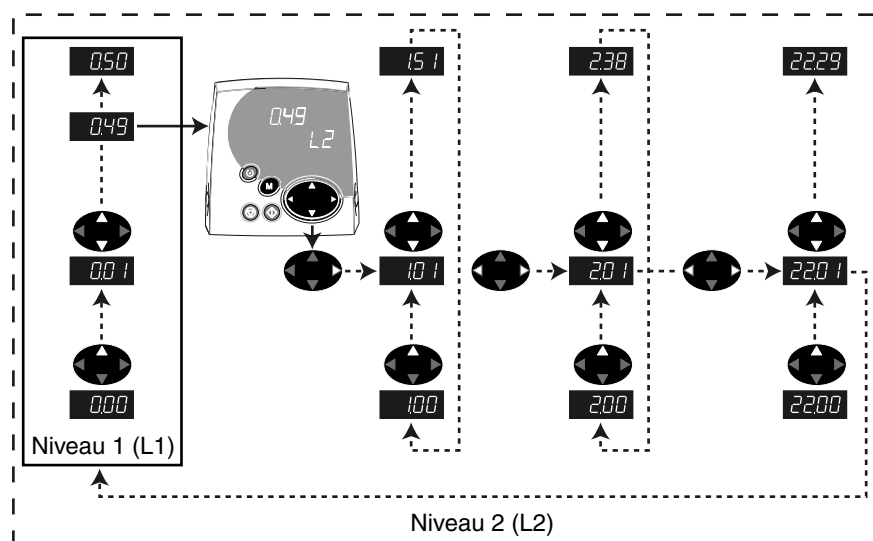 0.50 1.51 2.38 22.29
0.49
0.49
L2
M
0.01 1.01 2.01 22.01
0.00 1.00 2.00 22.00
Niveau 1 (L1)
Niveau 2 (L2)